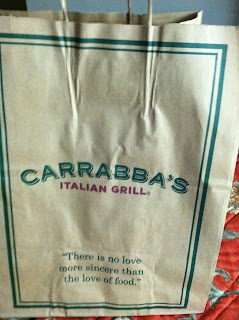 CARRABBA'S
ITALIAN GRILL®
"There is no love
more sincere than
the love of food."